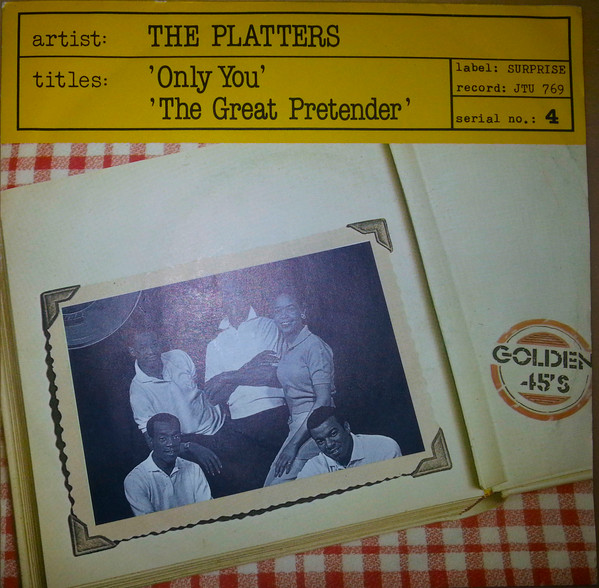 artist: THE PLATTERS
titles: 'Only You'
'The Great Pretender'
label: SURPRISE
record: JTU 769
serial no.: 4
GOLDEN
45'S